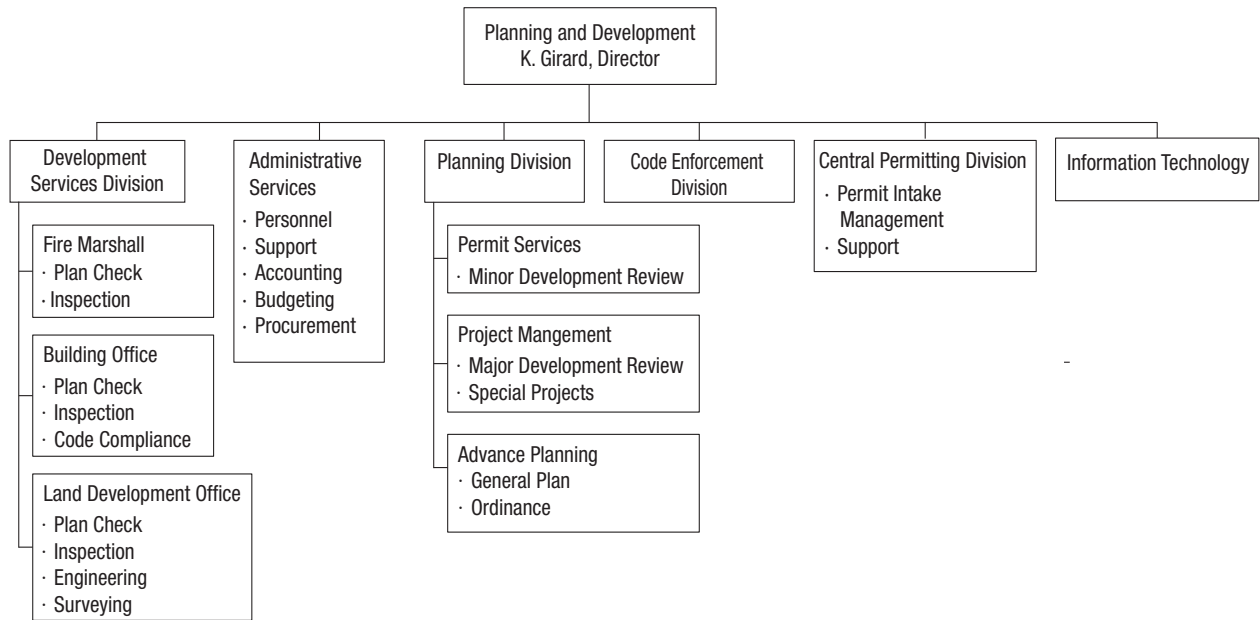 Planning and Development
K. Girard, Director
Development
Services Division
Fire Marshall
· Plan Check
· Inspection
Building Office
· Plan Check
· Inspection
· Code Compliance
Land Development Office
· Plan Check
· Inspection
· Engineering
· Surveying
Administrative
Services
· Personnel
· Support
· Accounting
· Budgeting
· Procurement
Planning Division
Permit Services
· Minor Development Review
Project Mangement
· Major Development Review
· Special Projects
Advance Planning
· General Plan
· Ordinance
Code Enforcement
Division
Central Permitting Division
· Permit Intake
Management
· Support
Information Technology